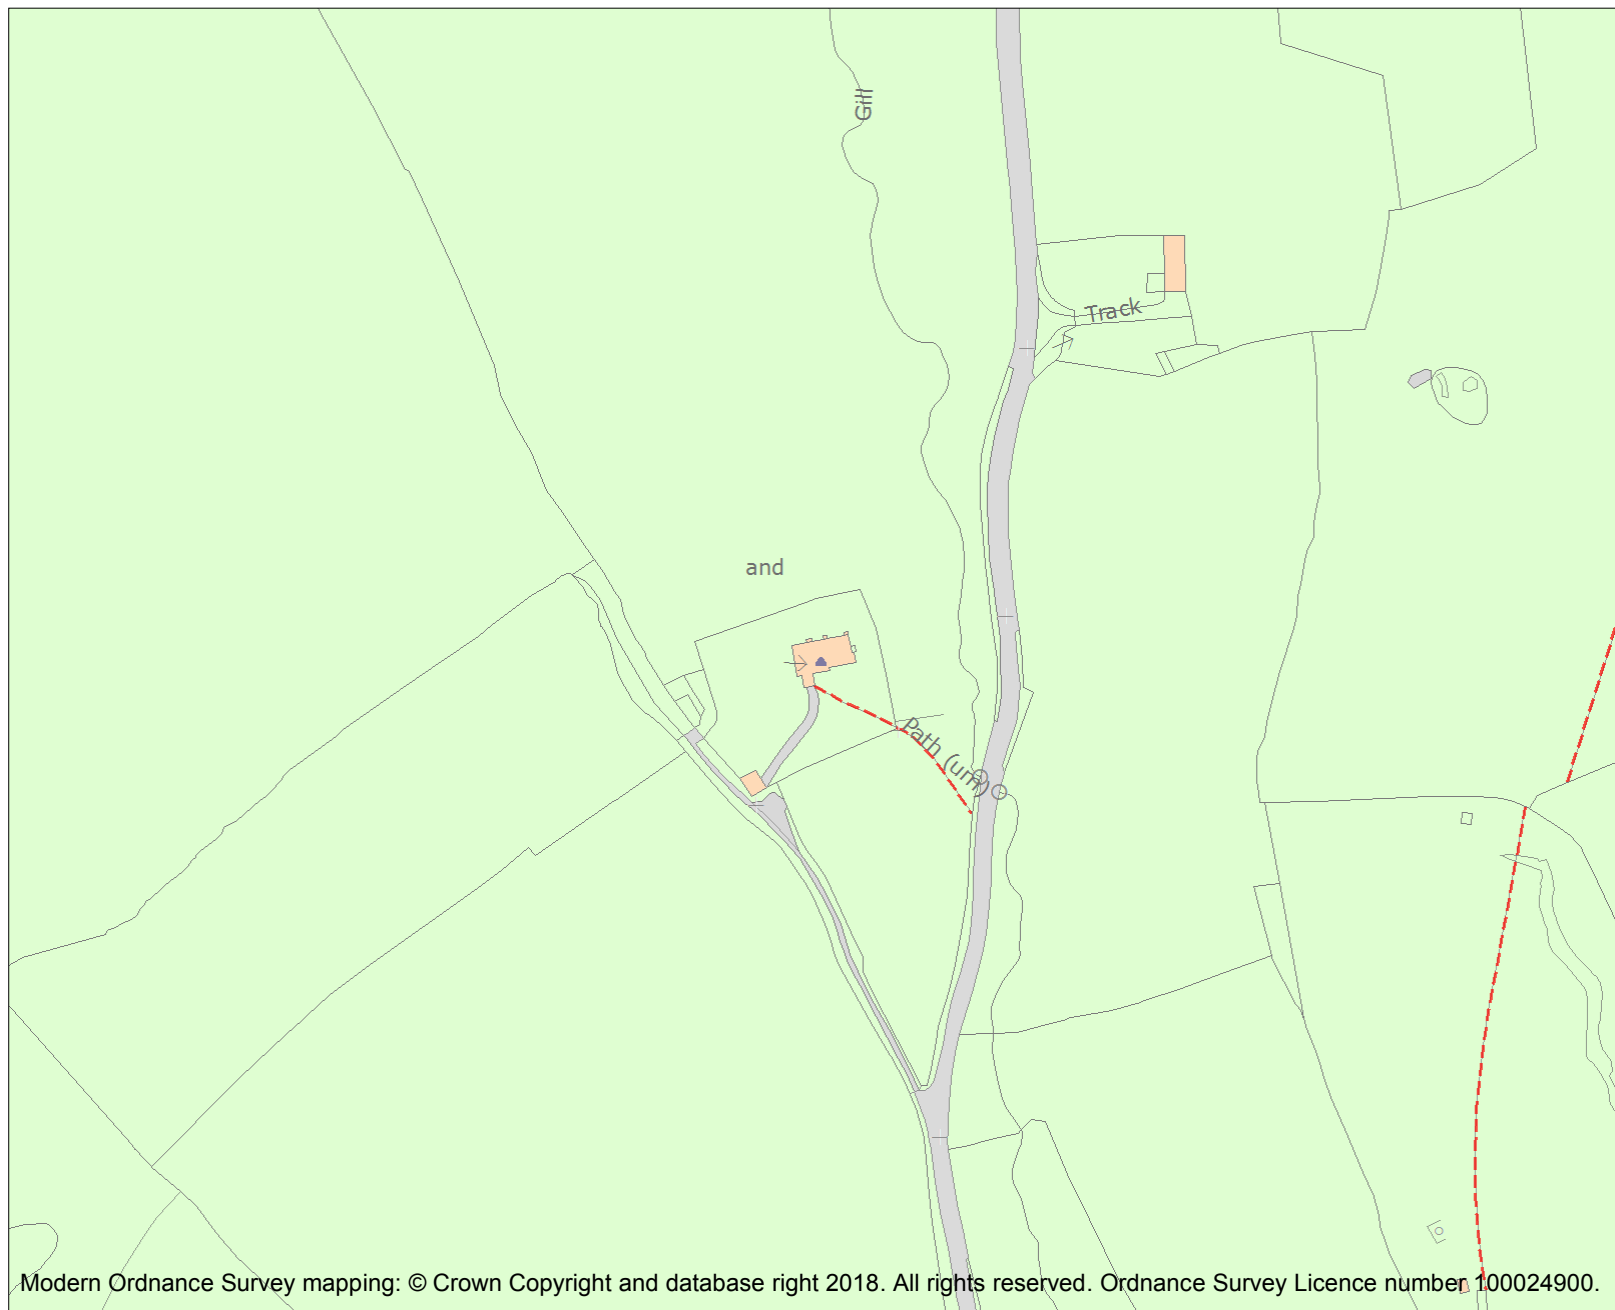 Gill
Track
and
Path (um)
Modern Ordnance Survey mapping: © Crown Copyright and database right 2018. All rights reserved. Ordnance Survey Licence number 100024900.